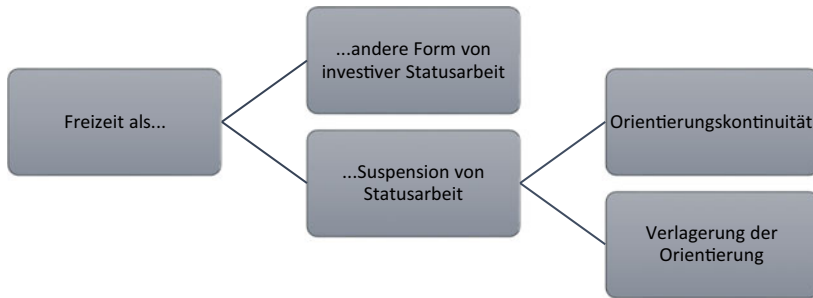 ...andere Form von
investiver Statusarbeit
Freizeit als...
Orientierungskontinuität
...Suspension von
Statusarbeit
Verlagerung der
Orientierung